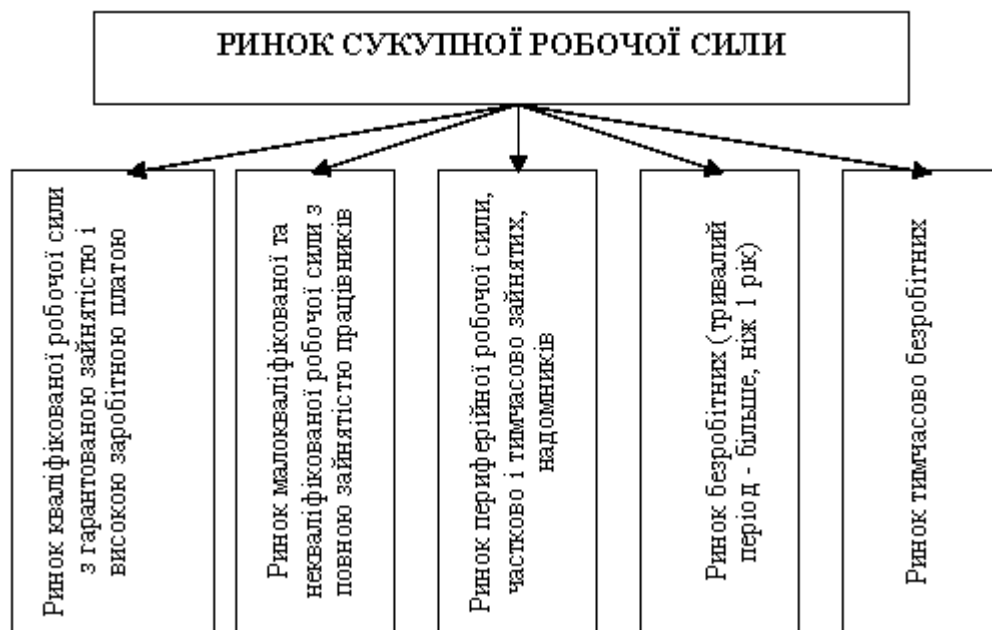 РИНОК СУКУПНОЇ РОБОЧОЇ СИЛИ
Ринок кваліфікованої робочої сили
з гарантованою зайнятістю і
високою заробітною платою
Ринок малокваліфікованої та
некваліфікованої робочої сили з
повною зайнятістю працівників
Ринок периферійної робочої сили,
частково і тимчасово зайнятих,
надомників
Ринок безробітних (тривалий
період - більше, ніж 1 рік)
Ринок тимчасово безробітних